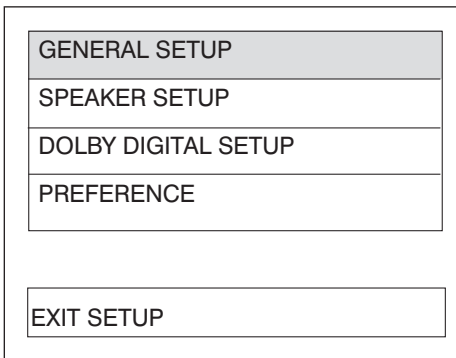 GENERAL SETUP
SPEAKER SETUP
DOLBY DIGITAL SETUP
PREFERENCE
EXIT SETUP